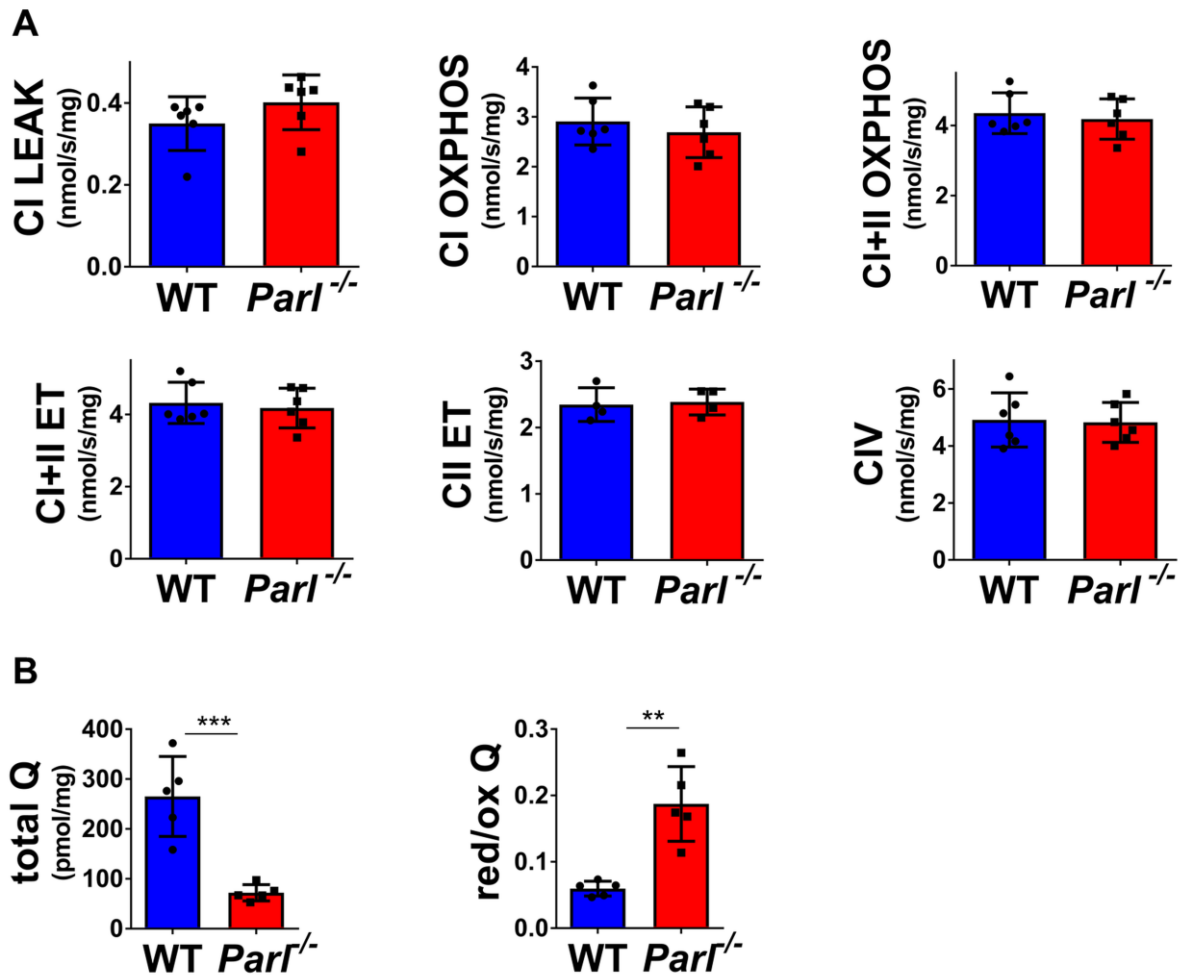 A
CI LEAK
(nmol/s/mg)
0.4
0.2
0.0
WT Parl -/-
CI OXPHOS
(nmol/s/mg)
4
3
2
1
0
WT Parl -/-
CI+II OXPHOS
(nmol/s/mg)
4
2
0
WT Parl -/-
CI+II ET
(nmol/s/mg)
4
2
0
WT Parl -/-
CII ET
(nmol/s/mg)
3
2
1
0
WT Parl -/-
CIV
(nmol/s/mg)
6
4
2
0
WT Parl -/-
B
total Q
(pmol/mg)
400
300
200
100
0
***
WT Parl-/-
red/ox Q
0.3
0.2
0.1
0.0
**
WT Parl-/-